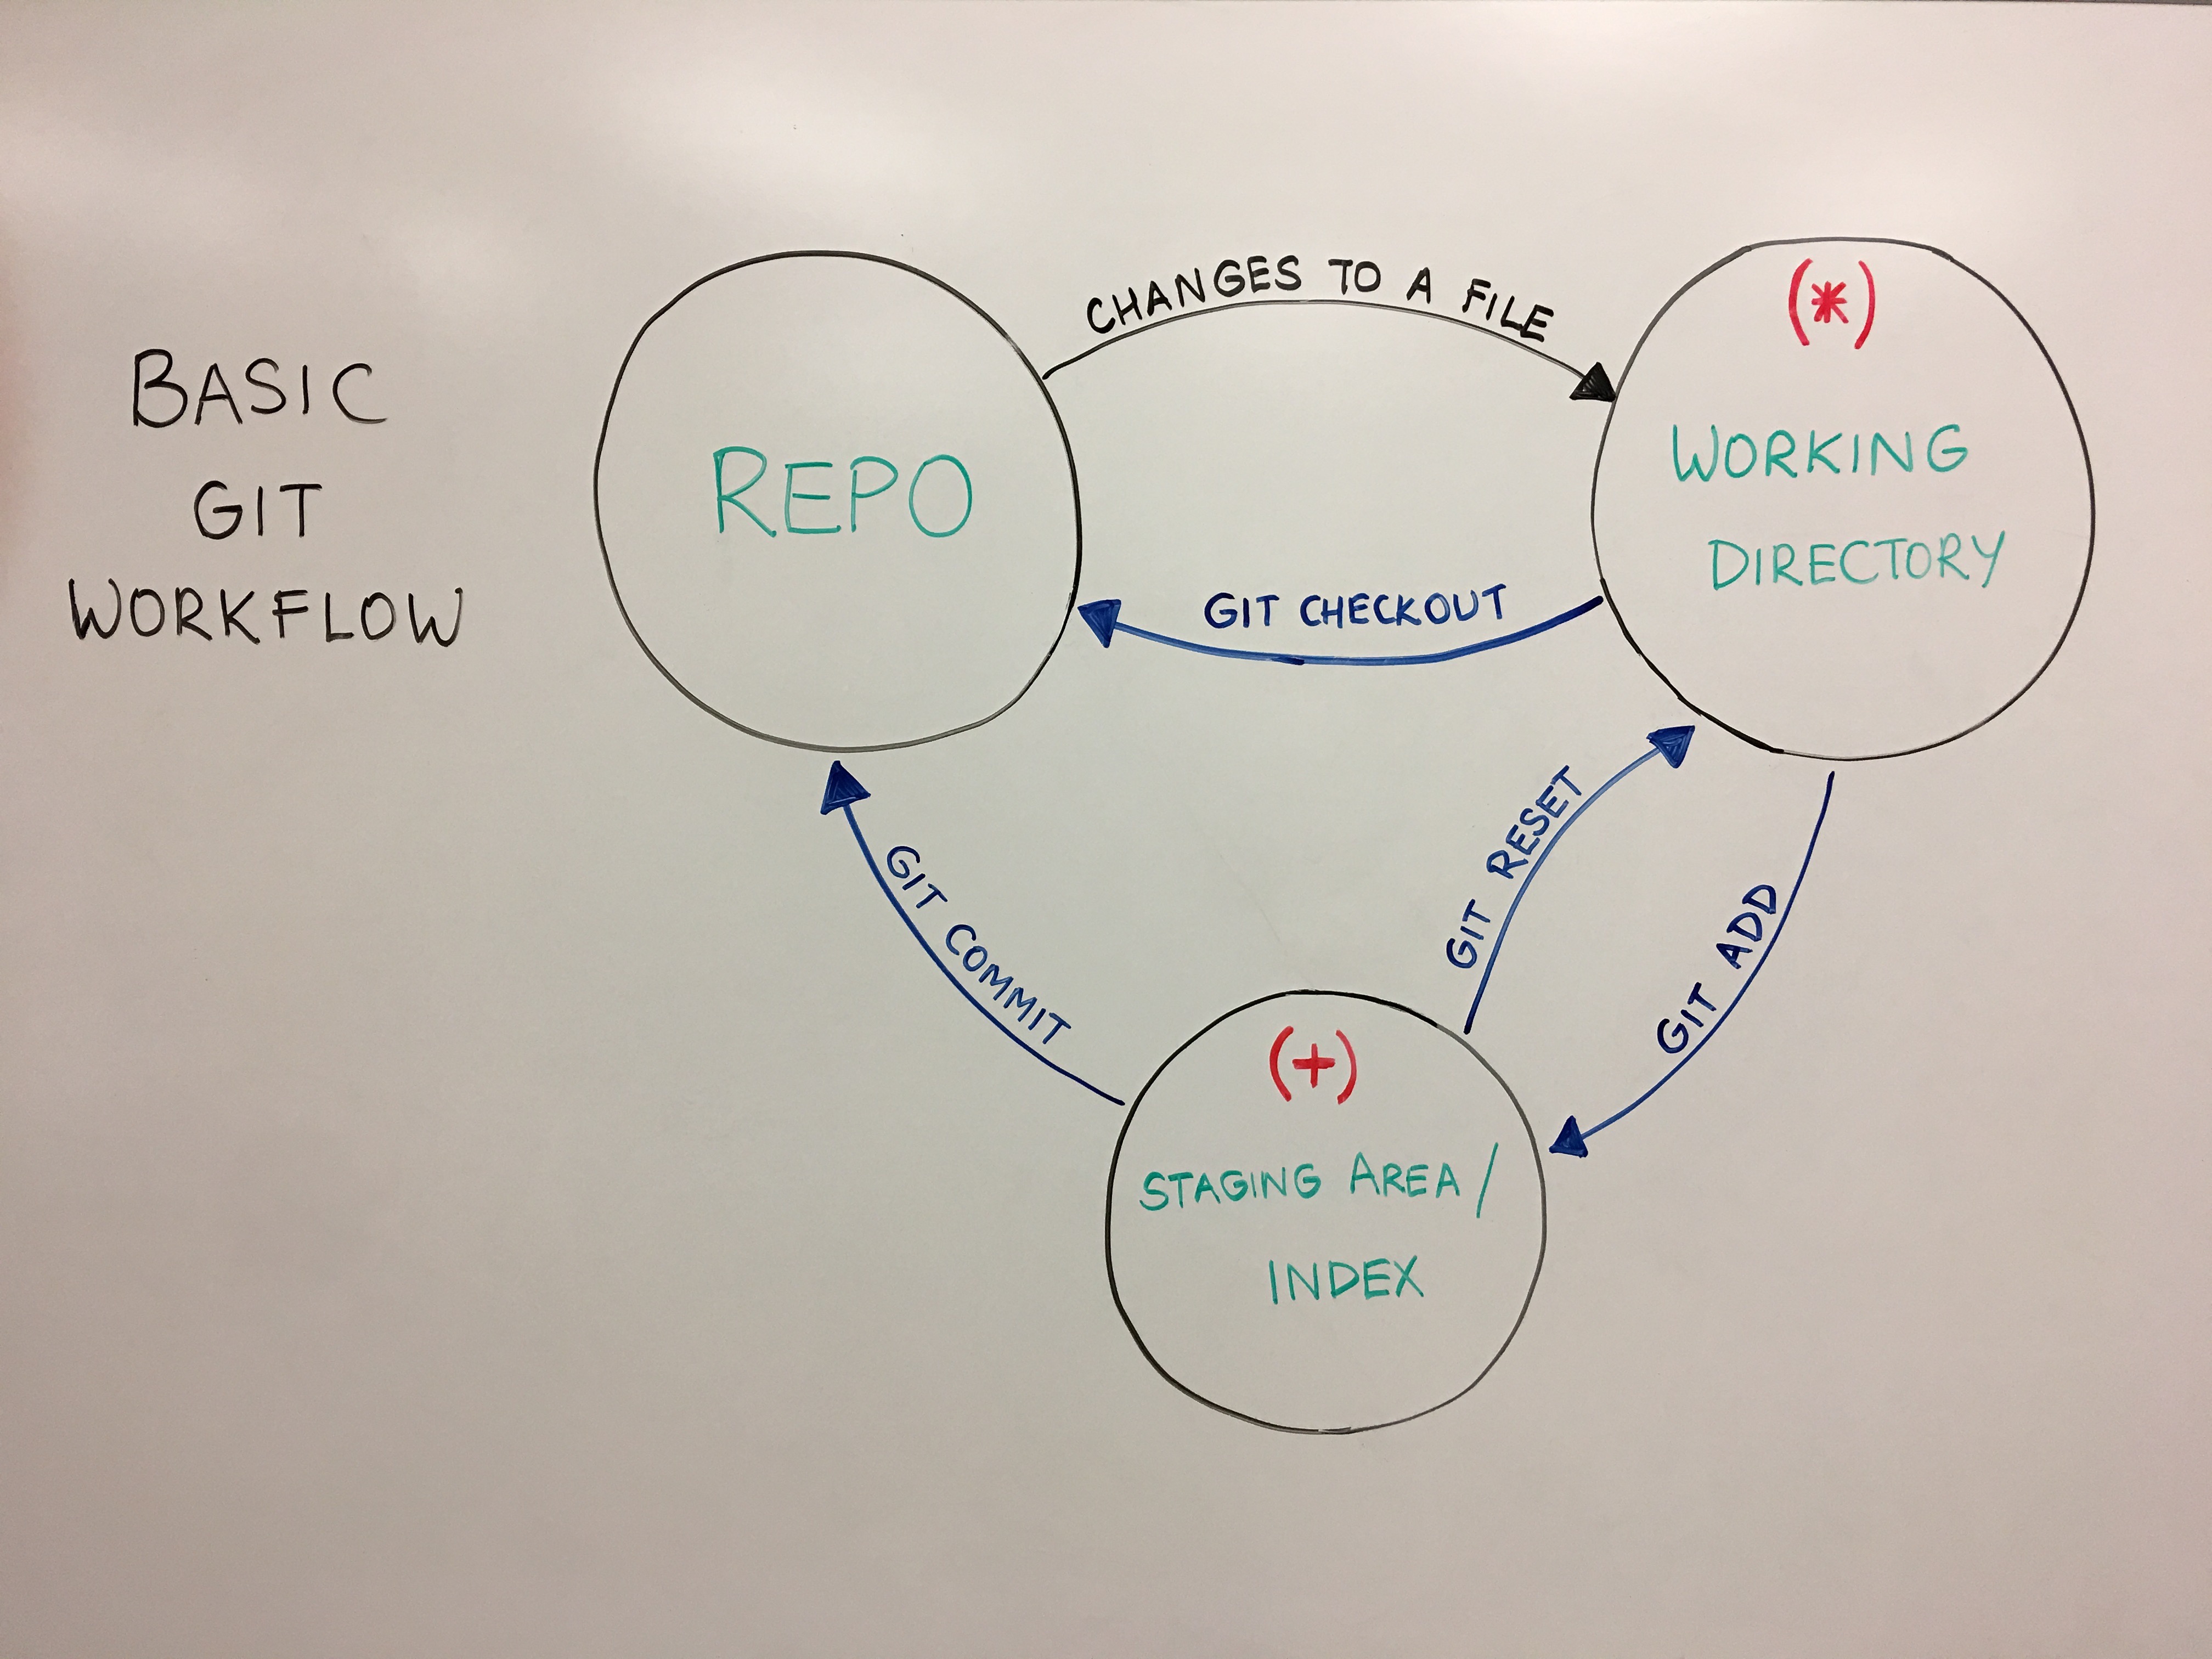 BASIC
GIT
WORKFLOW
REPO
CHANGES TO A FILE
(*)
WORKING
DIRECTORY
GIT CHECKOUT
GIT RESET
GIT ADD
GIT COMMIT
(+)
STAGING AREA/
INDEX